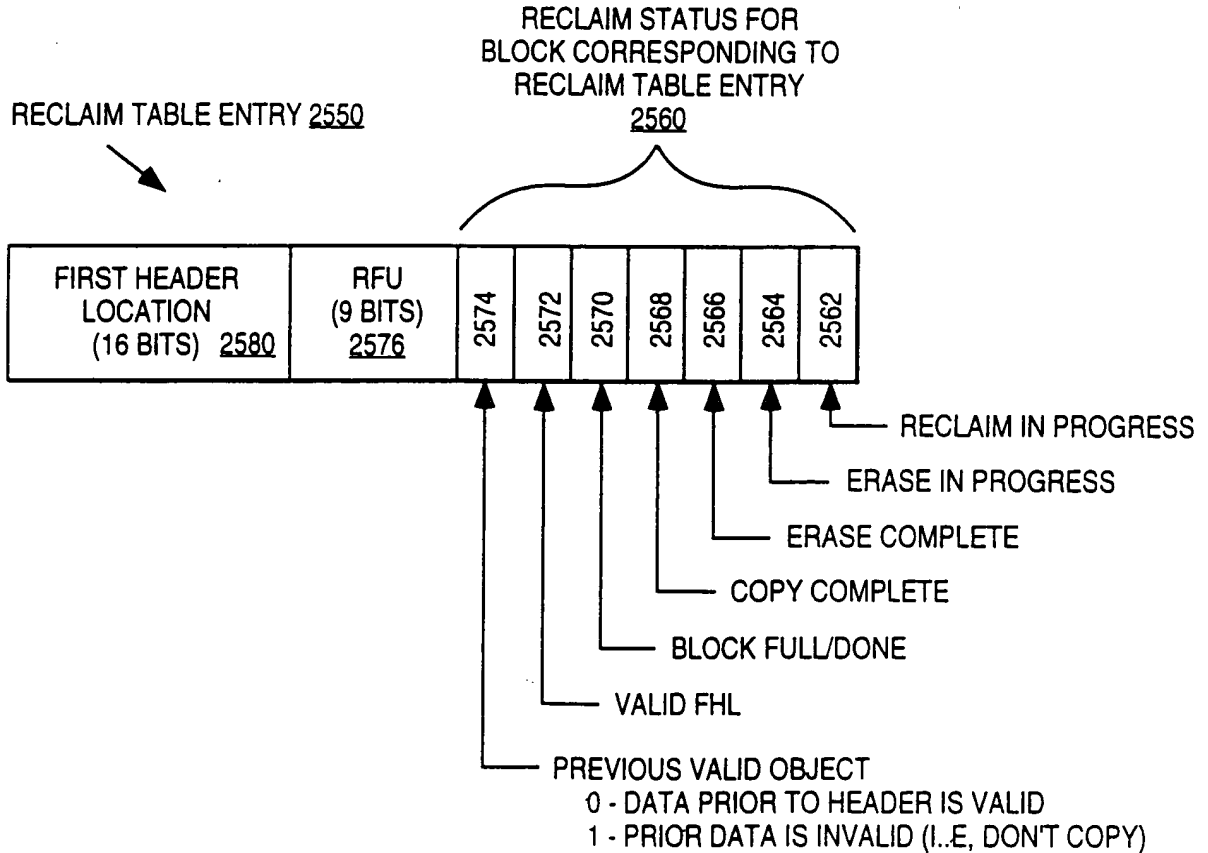 RECLAIM STATUS FOR
BLOCK CORRESPONDING TO
RECLAIM TABLE ENTRY
2560
RECLAIM TABLE ENTRY 2550
FIRST HEADER
LOCATION
(16 BITS) 2580
RFU
(9 BITS)
2576
2574
2572
2570
2568
2566
2564
2562
RECLAIM IN PROGRESS
ERASE IN PROGRESS
ERASE COMPLETE
COPY COMPLETE
BLOCK FULL/DONE
VALID FHL
PREVIOUS VALID OBJECT
0 - DATA PRIOR TO HEADER IS VALID
1 - PRIOR DATA IS INVALID (I..E, DON'T COPY)